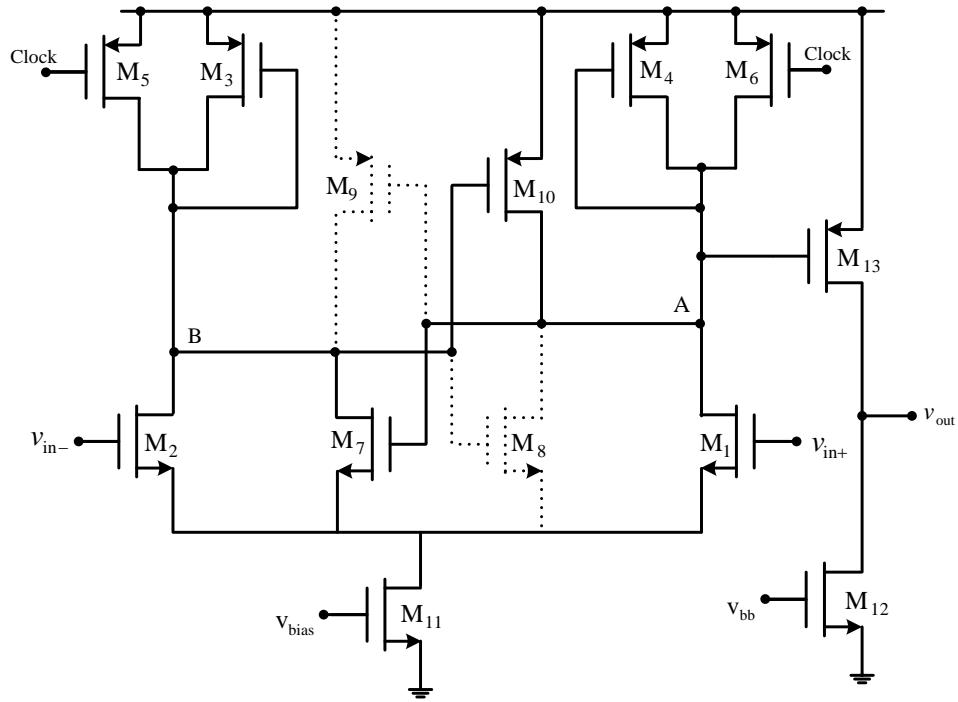 Clock
M5
M3
M4
M6
Clock
M9
M10
M13
A
B
vin−
M2
M7
M8
M1
vin+
vout
vbias
M11
vbb
M12